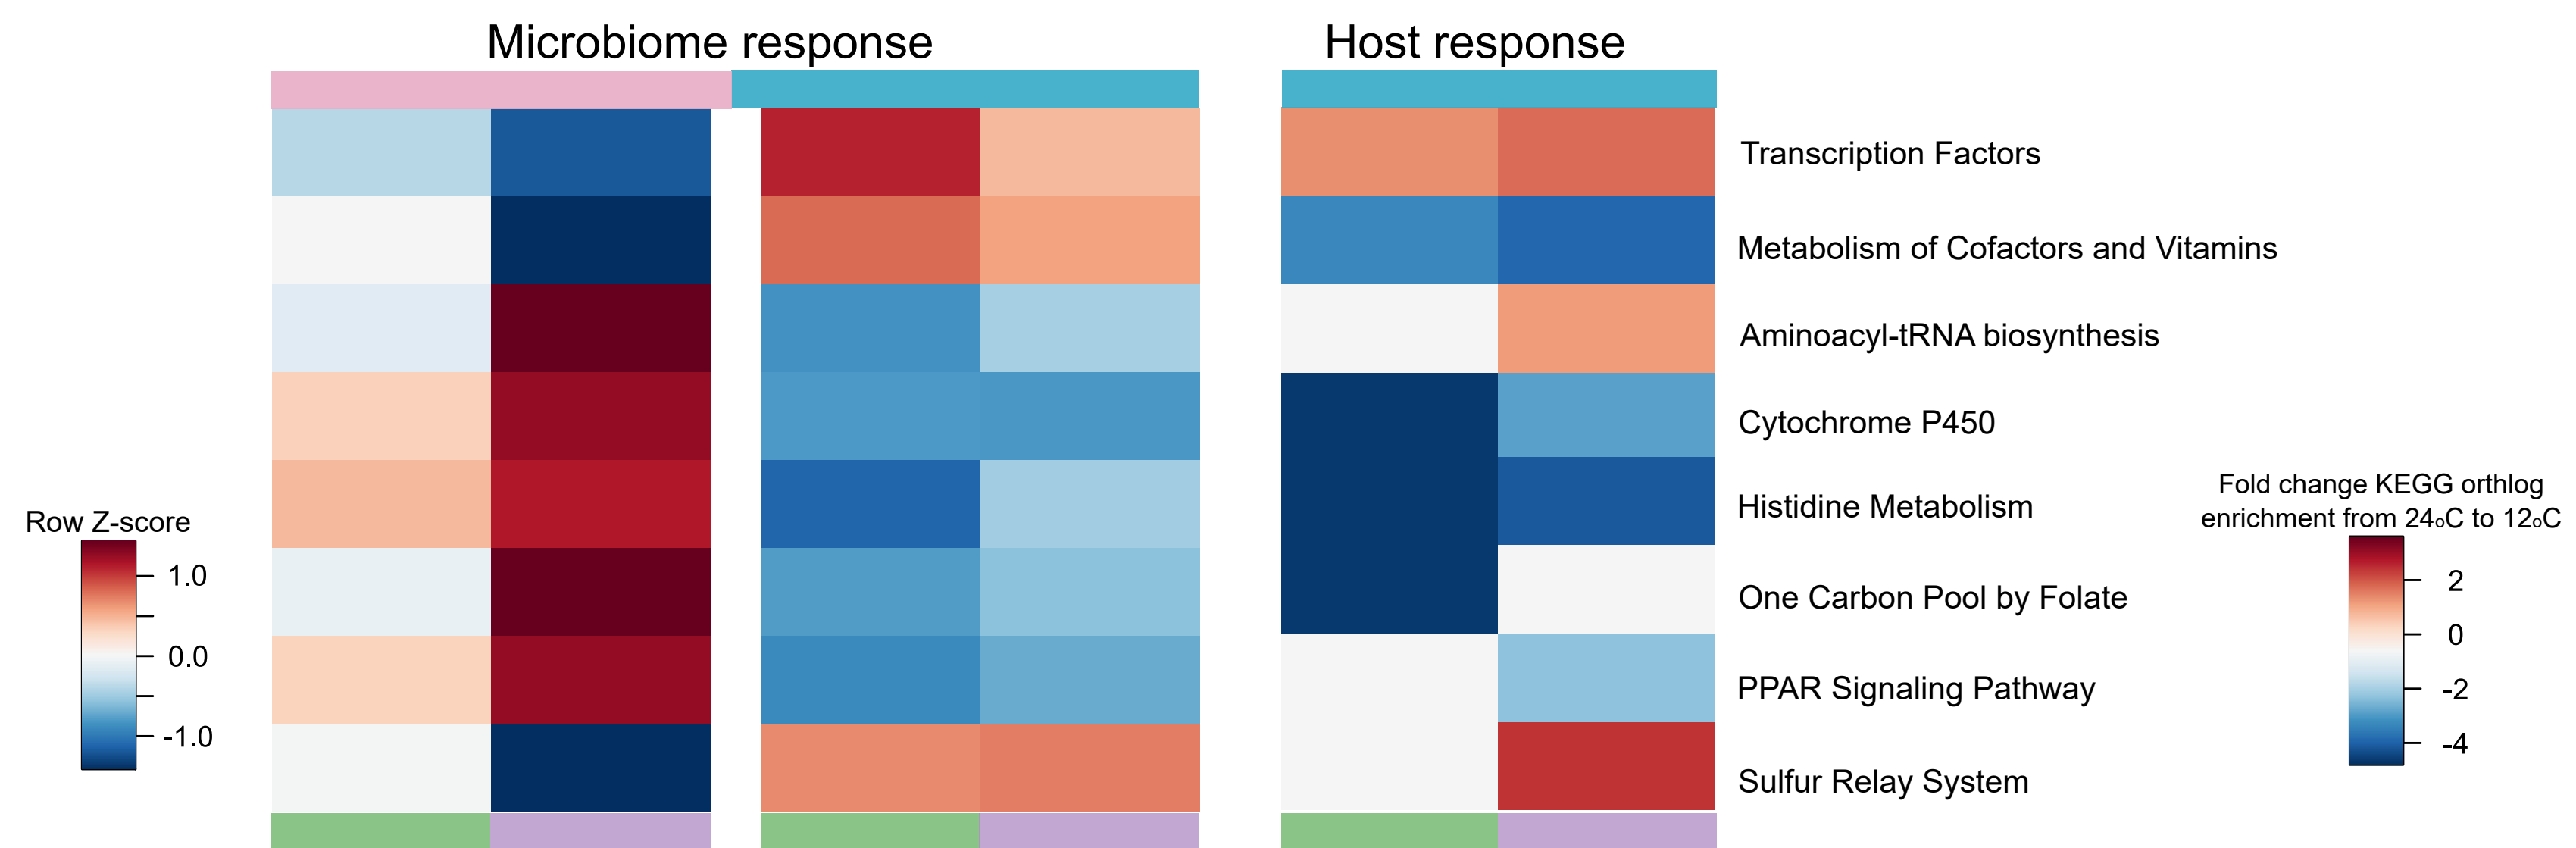 Microbiome response
Host response
Transcription Factors
Metabolism of Cofactors and Vitamins
Aminoacyl-tRNA biosynthesis
Cytochrome P450
Histidine Metabolism
One Carbon Pool by Folate
PPAR Signaling Pathway
Sulfur Relay System
Row Z-score
1.0
0.0
-1.0
Fold change KEGG orthlog
enrichment from 24oC to 12oC
2
0
-2
-4